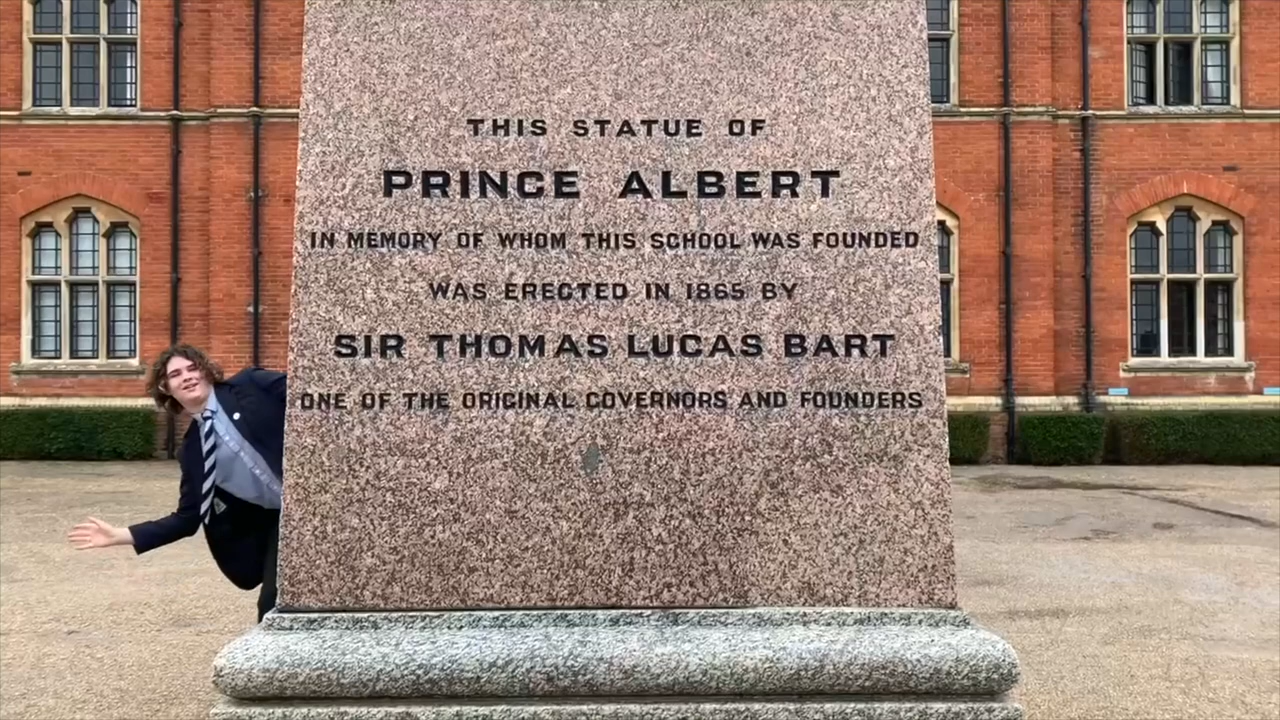 THIS STATUE OF
PRINCE ALBERT
IN MEMORY OF WHOM THIS SCHOOL WAS FOUNDED
WAS ERECTED IN 1865 BY
SIR THOMAS LUCAS BART
ONE OF THE ORIGINAL GOVERNORS AND FOUNDERS